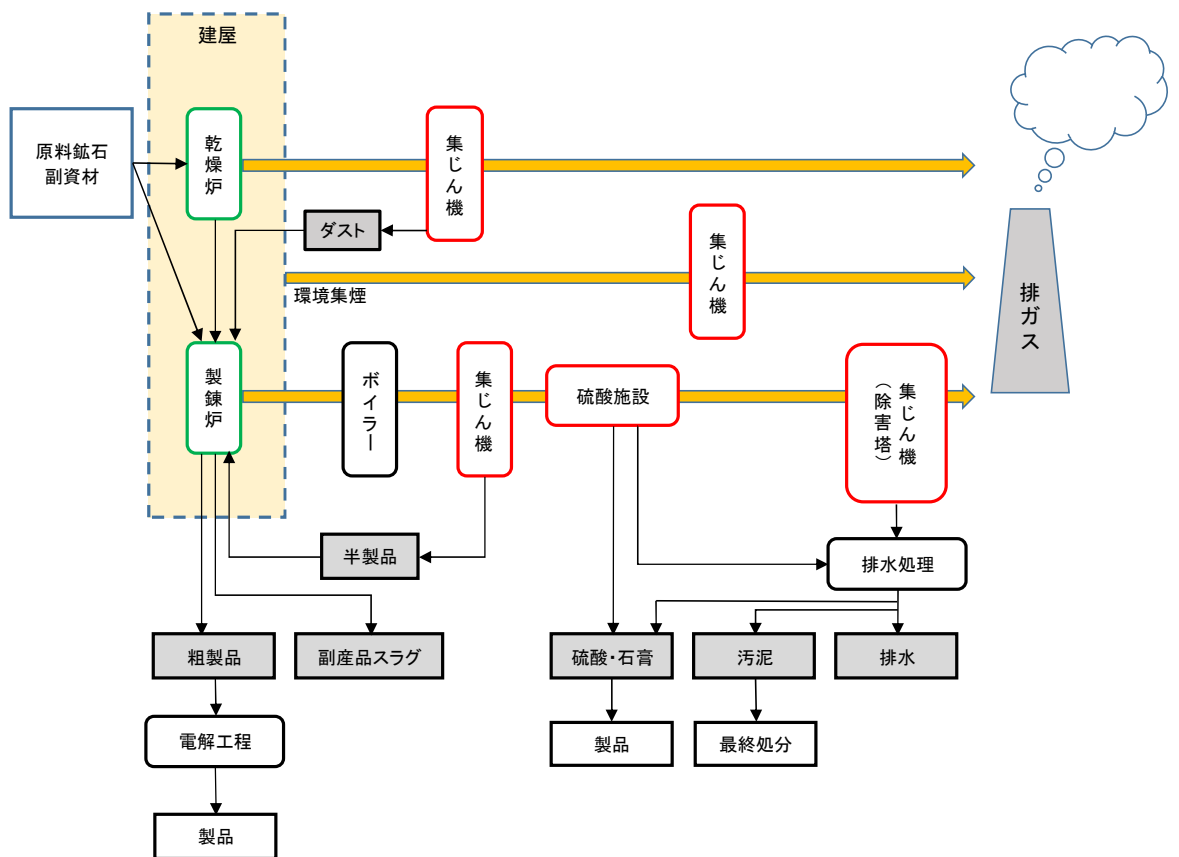 建屋
原料鉱石
副資材
乾燥炉
集じん機
ダスト
集じん機
環境集煙
排ガス
製錬炉
ボイラー
集じん機
硫酸施設
集じん機
(除害塔)
半製品
排水処理
粗製品
副産品スラグ
硫酸・石膏
汚泥
排水
電解工程
製品
最終処分
製品